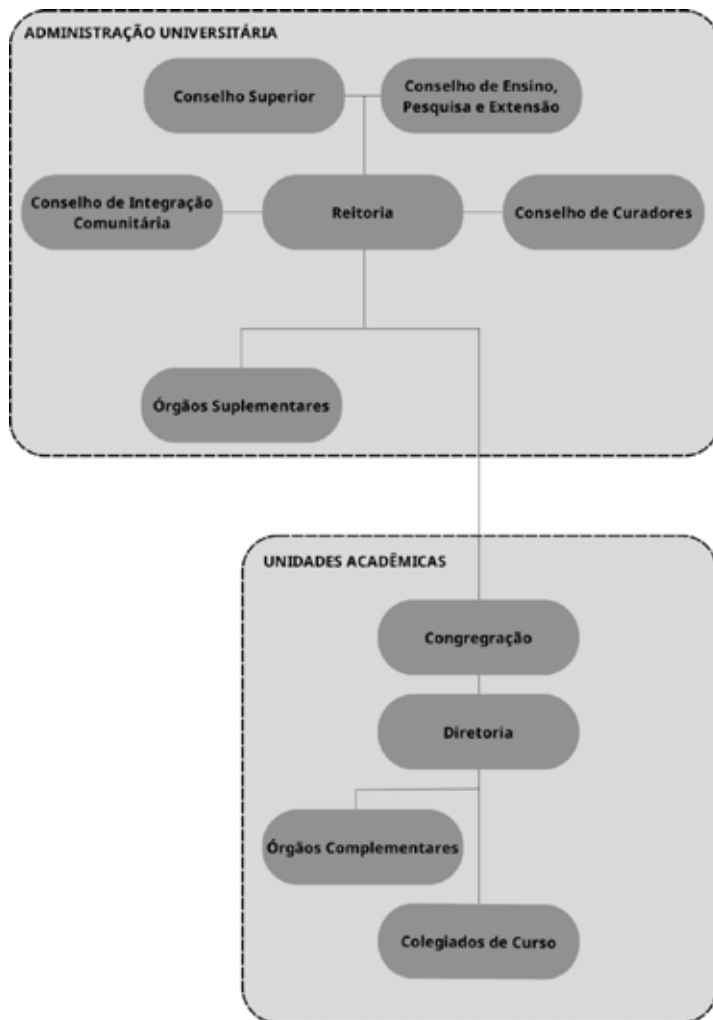 ADMINISTRAÇÃO UNIVERSITÁRIA
Conselho Superior
Conselho de Ensino,
Pesquisa e Extensão
Conselho de Integração
Comunitária
Reitoria
Conselho de Curadores
Órgãos Suplementares
UNIDADES ACADÊMICAS
Congregração
Diretoria
Órgãos Complementares
Colegiados de Curso